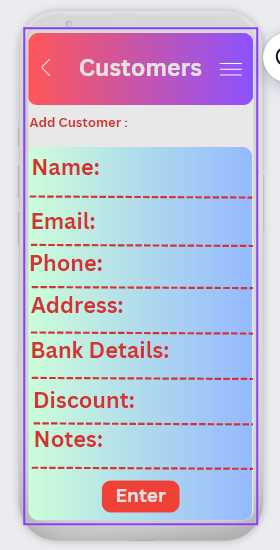 Customers
Add Customer :
Name:
Email:
Phone:
Address:
Bank Details:
Discount:
Notes:
Enter